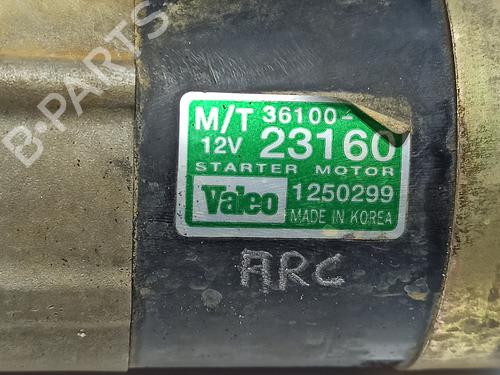 B-PARTS
M/T 36100-
12V 23160
STARTER MOTOR
Valeo 1250299
MADE IN KOREA
ARC